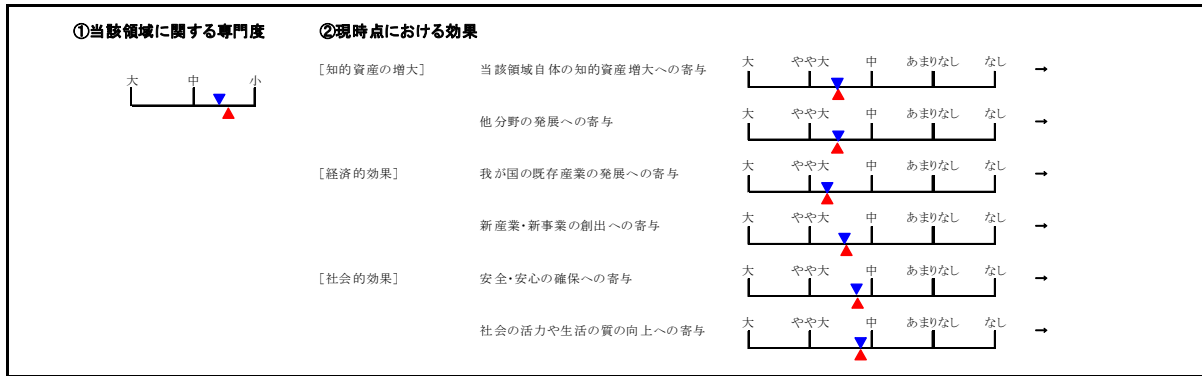 ①当該領域に関する専門度
大 中 小
②現時点における効果
[知的資産の増大] 当該領域自体の知的資産増大への寄与 大 やや大 中 あまりなし なし →
他分野の発展への寄与 大 やや大 中 あまりなし なし →
[経済的効果] 我が国の既存産業の発展への寄与 大 やや大 中 あまりなし なし →
新産業・新事業の創出への寄与 大 やや大 中 あまりなし なし →
[社会的効果] 安全・安心の確保への寄与 大 やや大 中 あまりなし なし →
社会の活力や生活の質の向上への寄与 大 やや大 中 あまりなし なし →